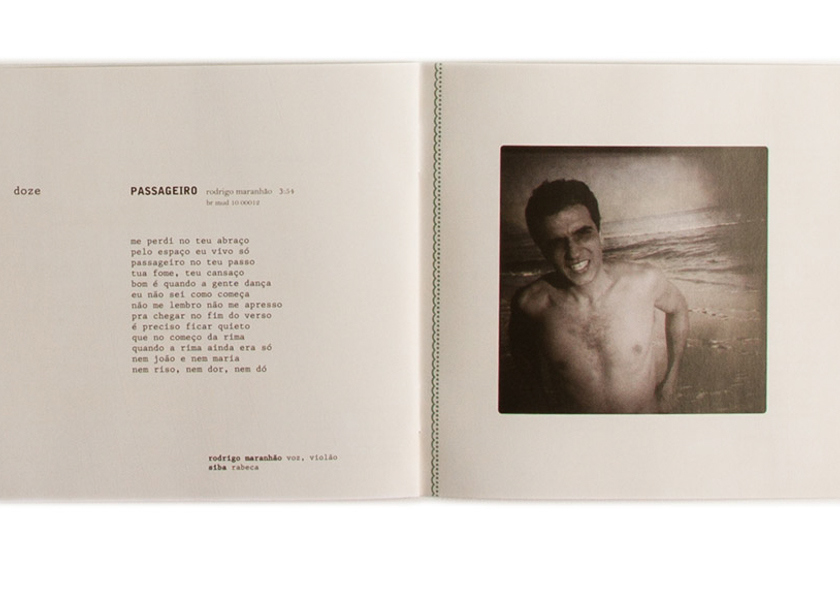 doze
PASSAGEIRO rodrigo maranhão 3:54
br mud 10.00012
me perdi no teu abraço
pelo espaço eu vivo só
passageiro no teu passo
tua fome, teu cansaço
bom é quando a gente dança
eu não sei como começa
não me lembro não me apresso
pra chegar no fim do verso
é preciso ficar quieto
que no começo da rima
quando a rima ainda era só
nem joão e nem maria
nem riso, nem dor, nem dó
rodrigo maranhão voz, violão
siba rabeca